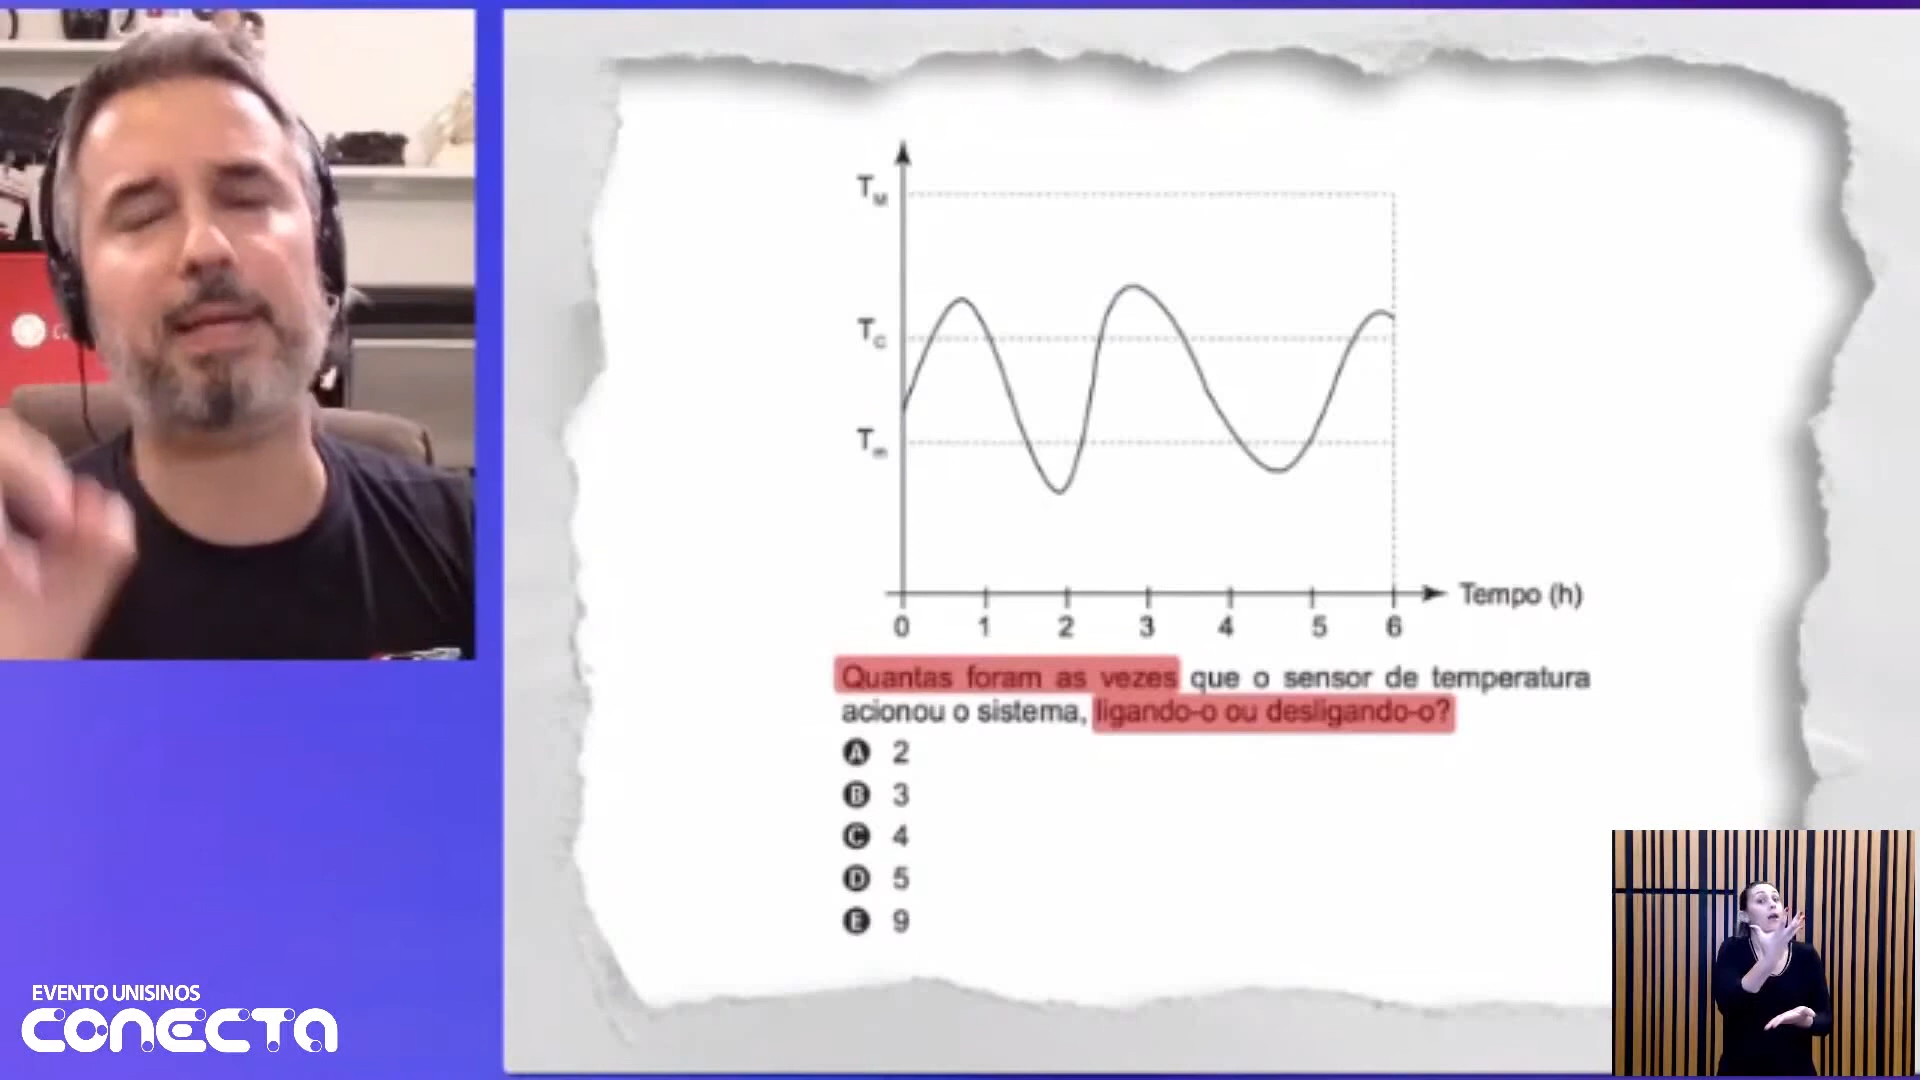 T_M
T_C
T_m
0 1 2 3 4 5 6
Tempo (h)
Quantas foram as vezes que o sensor de temperatura
acionou o sistema, ligando-o ou desligando-o?
A 2
B 3
C 4
D 5
E 9
EVENTO UNISINOS
CONECTA